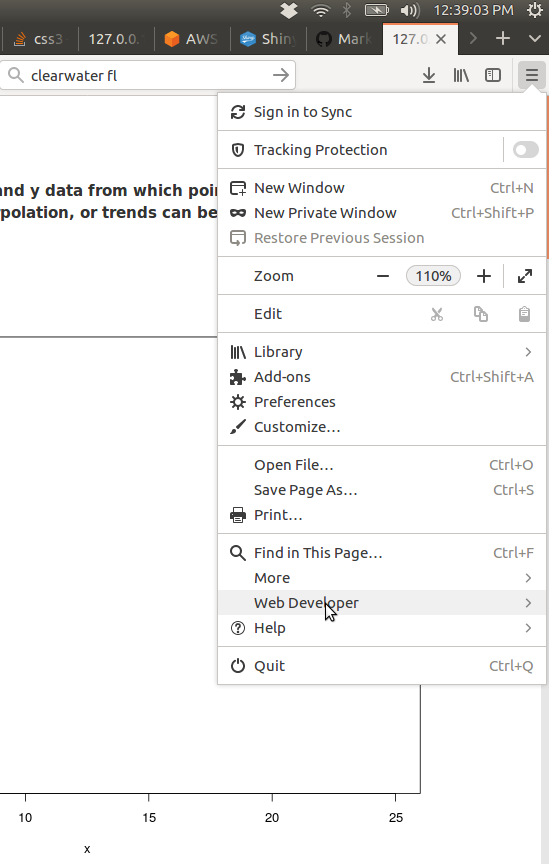 12:39:03 PM
css3 127.0.0. AWS Shiny Mark 127.0
clearwater fl
Sign in to Sync
Tracking Protection
and y data from which poi
New Window Ctrl+N
polation, or trends can be
New Private Window Ctrl+Shift+P
Restore Previous Session
Zoom 110%
Edit
Library
Add-ons Ctrl+Shift+A
Preferences
Customize...
Open File... Ctrl+O
Save Page As... Ctrl+S
Print...
Find in This Page... Ctrl+F
More
Web Developer
Help
Quit Ctrl+Q
10 15 20 25
x